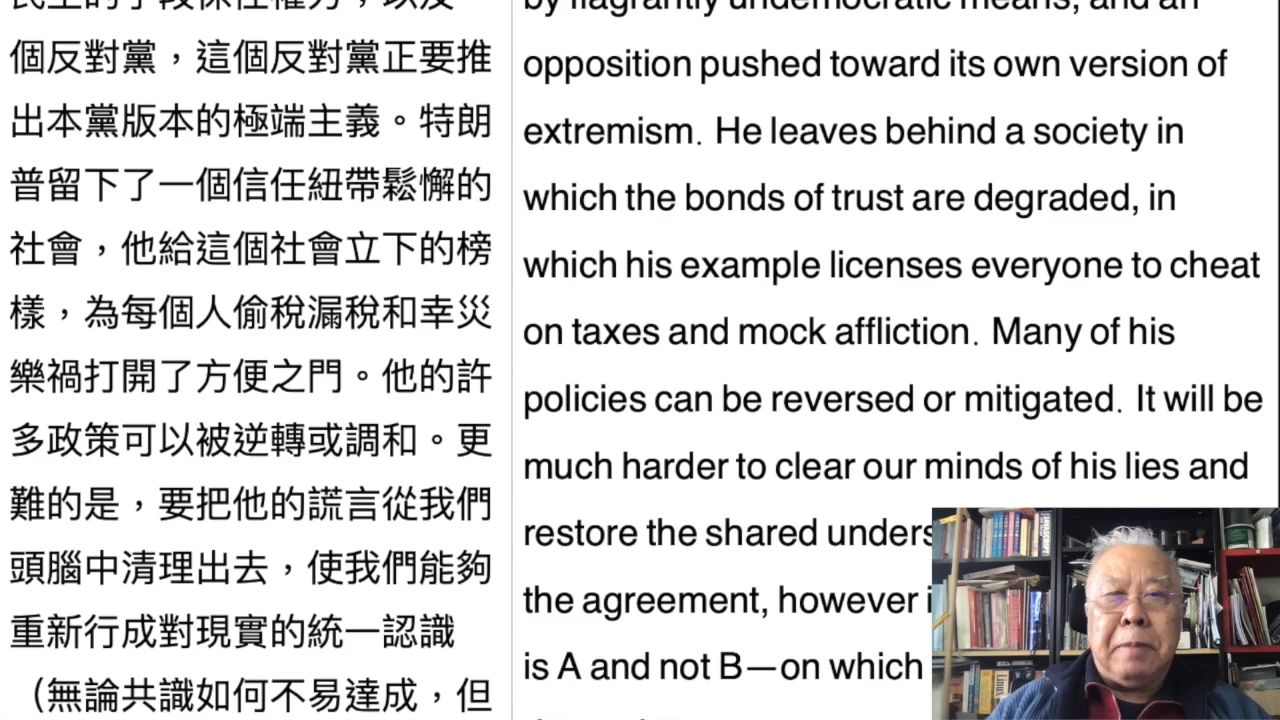 個反對黨，這個反對黨正要推
出本黨版本的極端主義。特朗
普留下了一個信任紐帶鬆懈的
社會，他給這個社會立下的榜
樣，為每個人偷稅漏稅和幸災
樂禍打開了方便之門。他的許
多政策可以被逆轉或調和。更
難的是，要把他的謊言從我們
頭腦中清理出去，使我們能夠
重新行成對現實的統一認識
（無論共識如何不易達成，但
by flagrantly undemocratic means, and an
opposition pushed toward its own version of
extremism. He leaves behind a society in
which the bonds of trust are degraded, in
which his example licenses everyone to cheat
on taxes and mock affliction. Many of his
policies can be reversed or mitigated. It will be
much harder to clear our minds of his lies and
restore the shared unders
the agreement, however i
is A and not B—on which